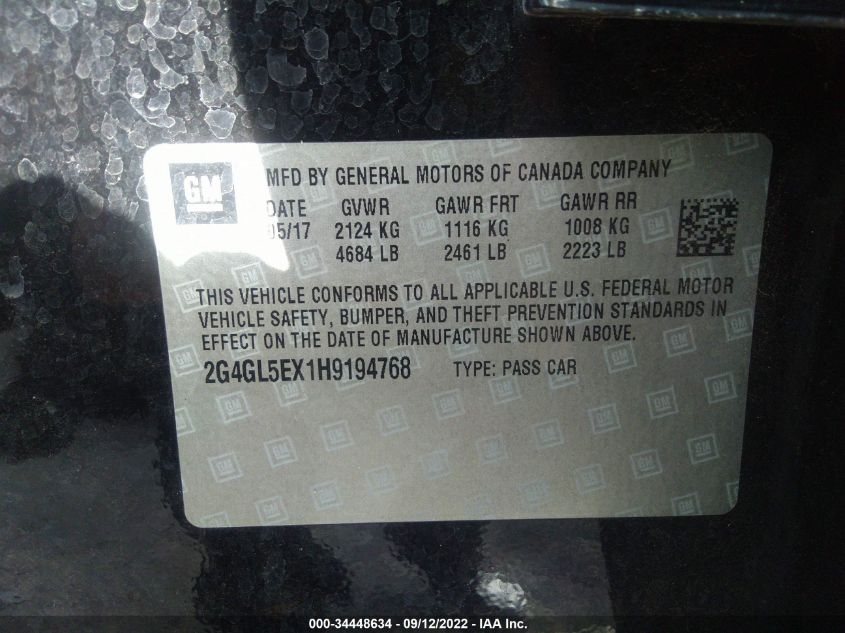 GM
MFD BY GENERAL MOTORS OF CANADA COMPANY
DATE GVWR GAWR FRT GAWR RR
05/17 2124 KG 1116 KG 1008 KG
4684 LB 2461 LB 2223 LB
THIS VEHICLE CONFORMS TO ALL APPLICABLE U.S. FEDERAL MOTOR
VEHICLE SAFETY, BUMPER, AND THEFT PREVENTION STANDARDS IN
EFFECT ON THE DATE OF MANUFACTURE SHOWN ABOVE.
2G4GL5EX1H9194768 TYPE: PASS CAR
000-34448634 - 09/12/2022 - IAA Inc.